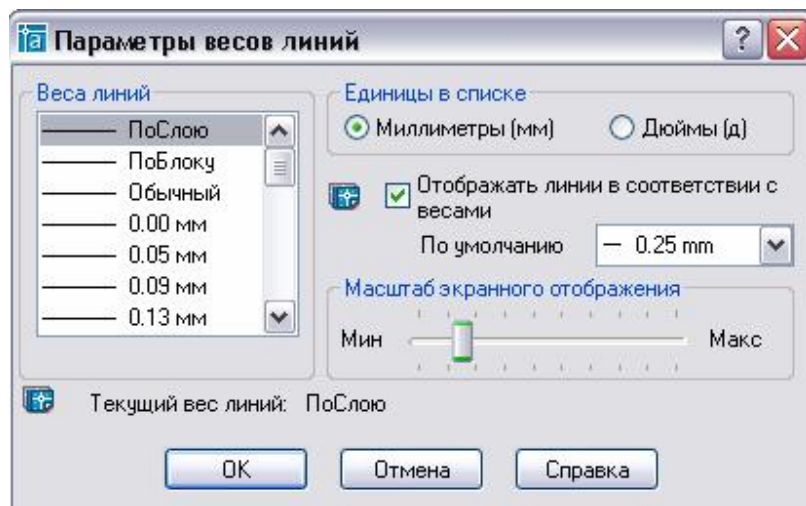 Параметры весов линий
Веса линий
ПоСлою
ПоБлоку
Обычный
0.00 мм
0.05 мм
0.09 мм
0.13 мм
Единицы в списке
Миллиметры (мм)
Дюймы (д)
Отображать линии в соответствии с
весами
По умолчанию
0.25 mm
Масштаб экранного отображения
Мин
Макс
Текущий вес линий: ПоСлою
OK
Отмена
Справка